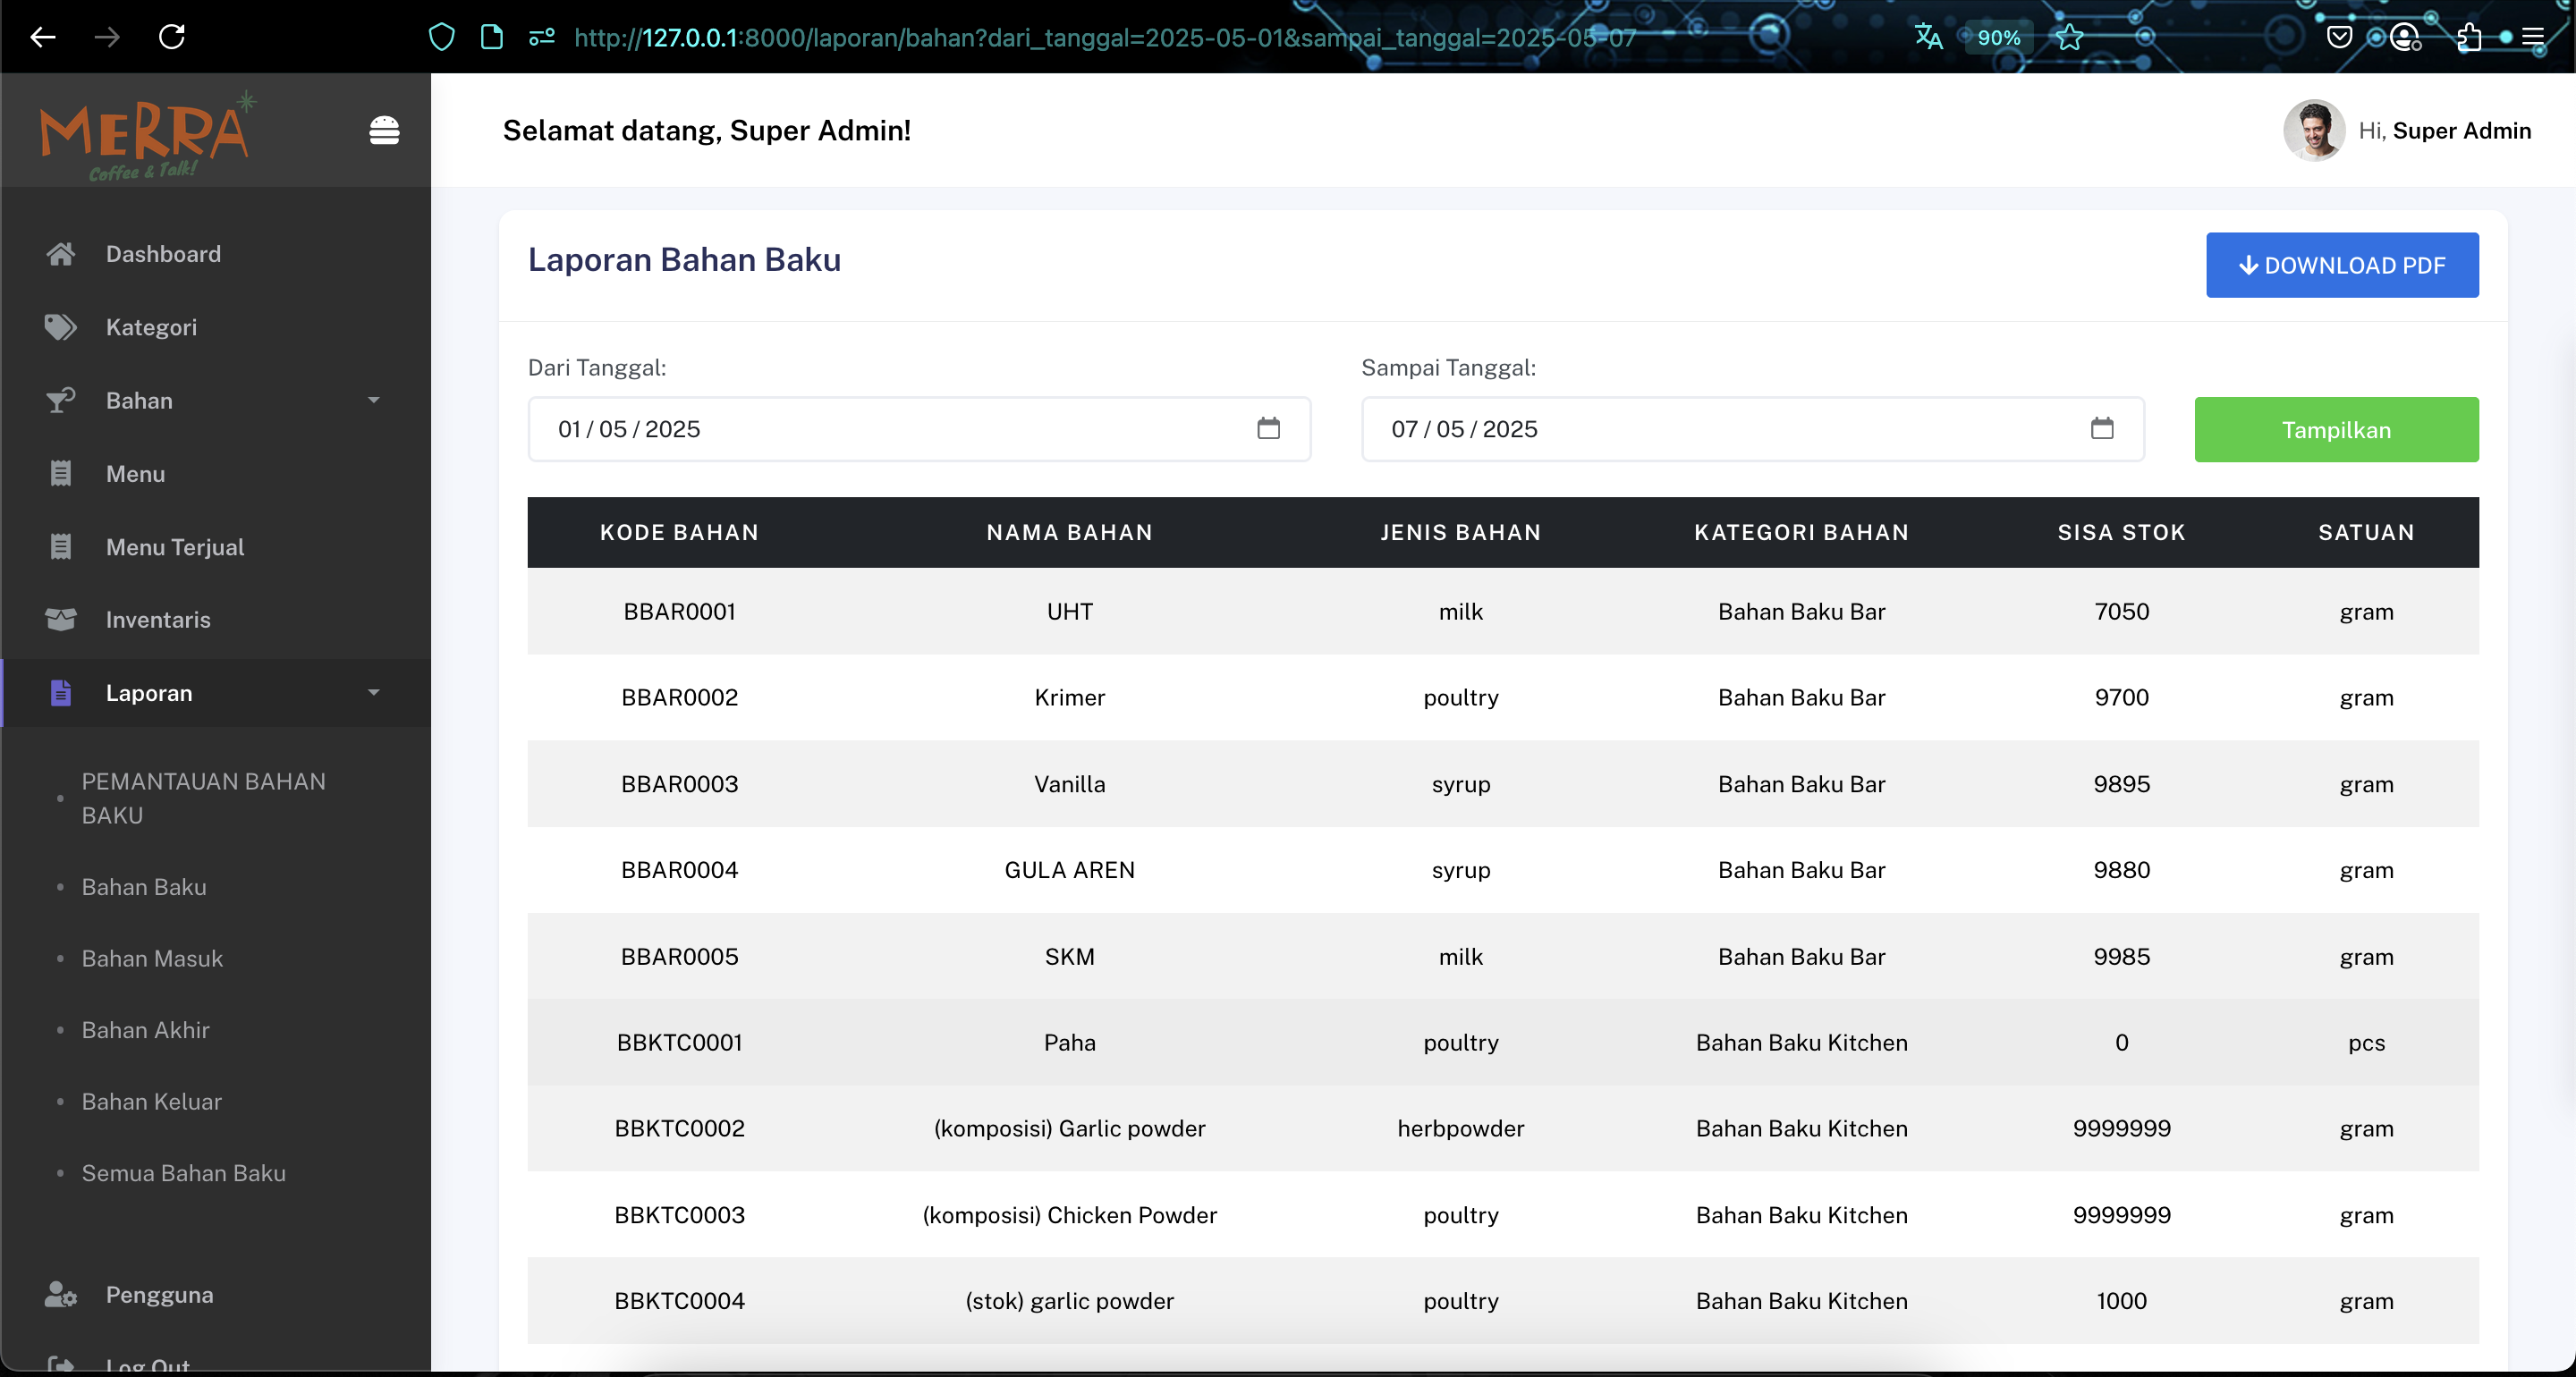 http://127.0.0.1:8000/laporan/bahan?dari_tanggal=2025-05-01&sampai_tanggal=2025-05-07
90%
MERRA
Coffee & Talk!
Selamat datang, Super Admin!
Hi, Super Admin
Dashboard
Kategori
Bahan
Menu
Menu Terjual
Inventaris
Laporan
PEMANTAUAN BAHAN
BAKU
Bahan Baku
Bahan Masuk
Bahan Akhir
Bahan Keluar
Semua Bahan Baku
Pengguna
Log Out
Laporan Bahan Baku
DOWNLOAD PDF
Dari Tanggal: Sampai Tanggal:
01 / 05 / 2025 07 / 05 / 2025 Tampilkan
KODE BAHAN NAMA BAHAN JENIS BAHAN KATEGORI BAHAN SISA STOK SATUAN
BBAR0001 UHT milk Bahan Baku Bar 7050 gram
BBAR0002 Krimer poultry Bahan Baku Bar 9700 gram
BBAR0003 Vanilla syrup Bahan Baku Bar 9895 gram
BBAR0004 GULA AREN syrup Bahan Baku Bar 9880 gram
BBAR0005 SKM milk Bahan Baku Bar 9985 gram
BBKTC0001 Paha poultry Bahan Baku Kitchen 0 pcs
BBKTC0002 (komposisi) Garlic powder herbpowder Bahan Baku Kitchen 9999999 gram
BBKTC0003 (komposisi) Chicken Powder poultry Bahan Baku Kitchen 9999999 gram
BBKTC0004 (stok) garlic powder poultry Bahan Baku Kitchen 1000 gram